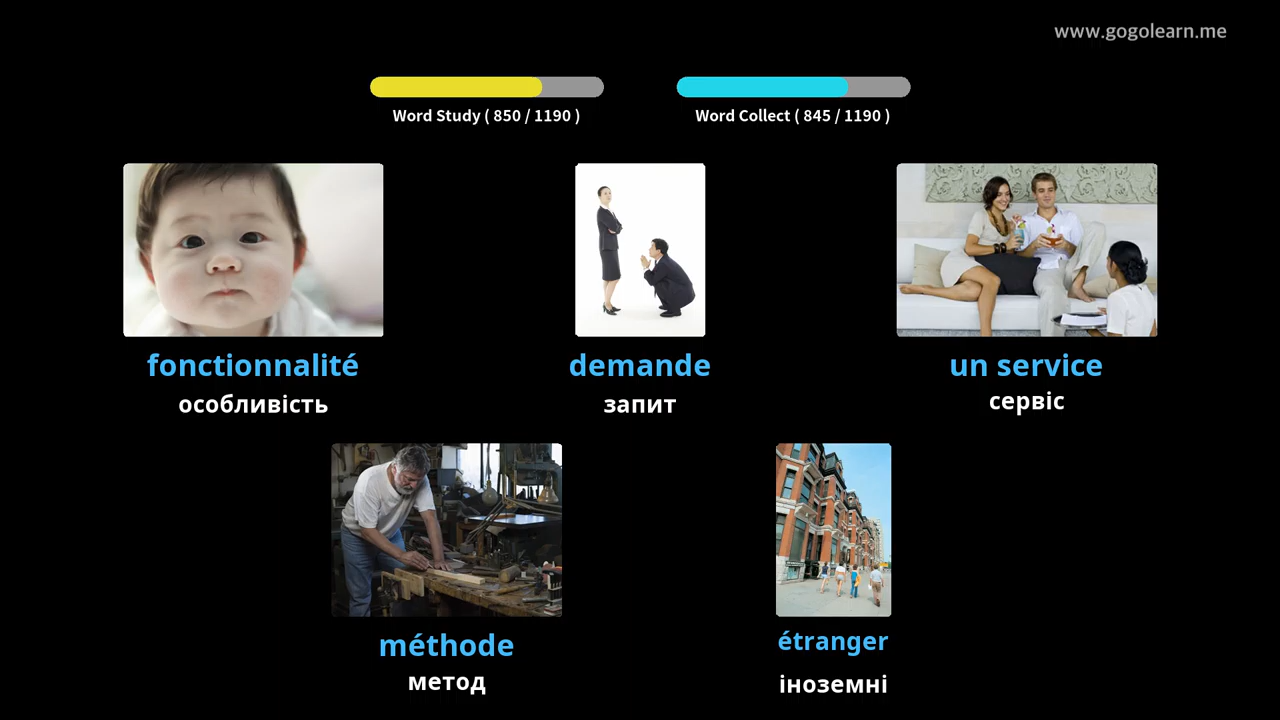 www.gogolearn.me
Word Study ( 850 / 1190 )
Word Collect ( 845 / 1190 )
fonctionnalité
особливість
demande
запит
un service
сервіс
méthode
метод
étranger
іноземні